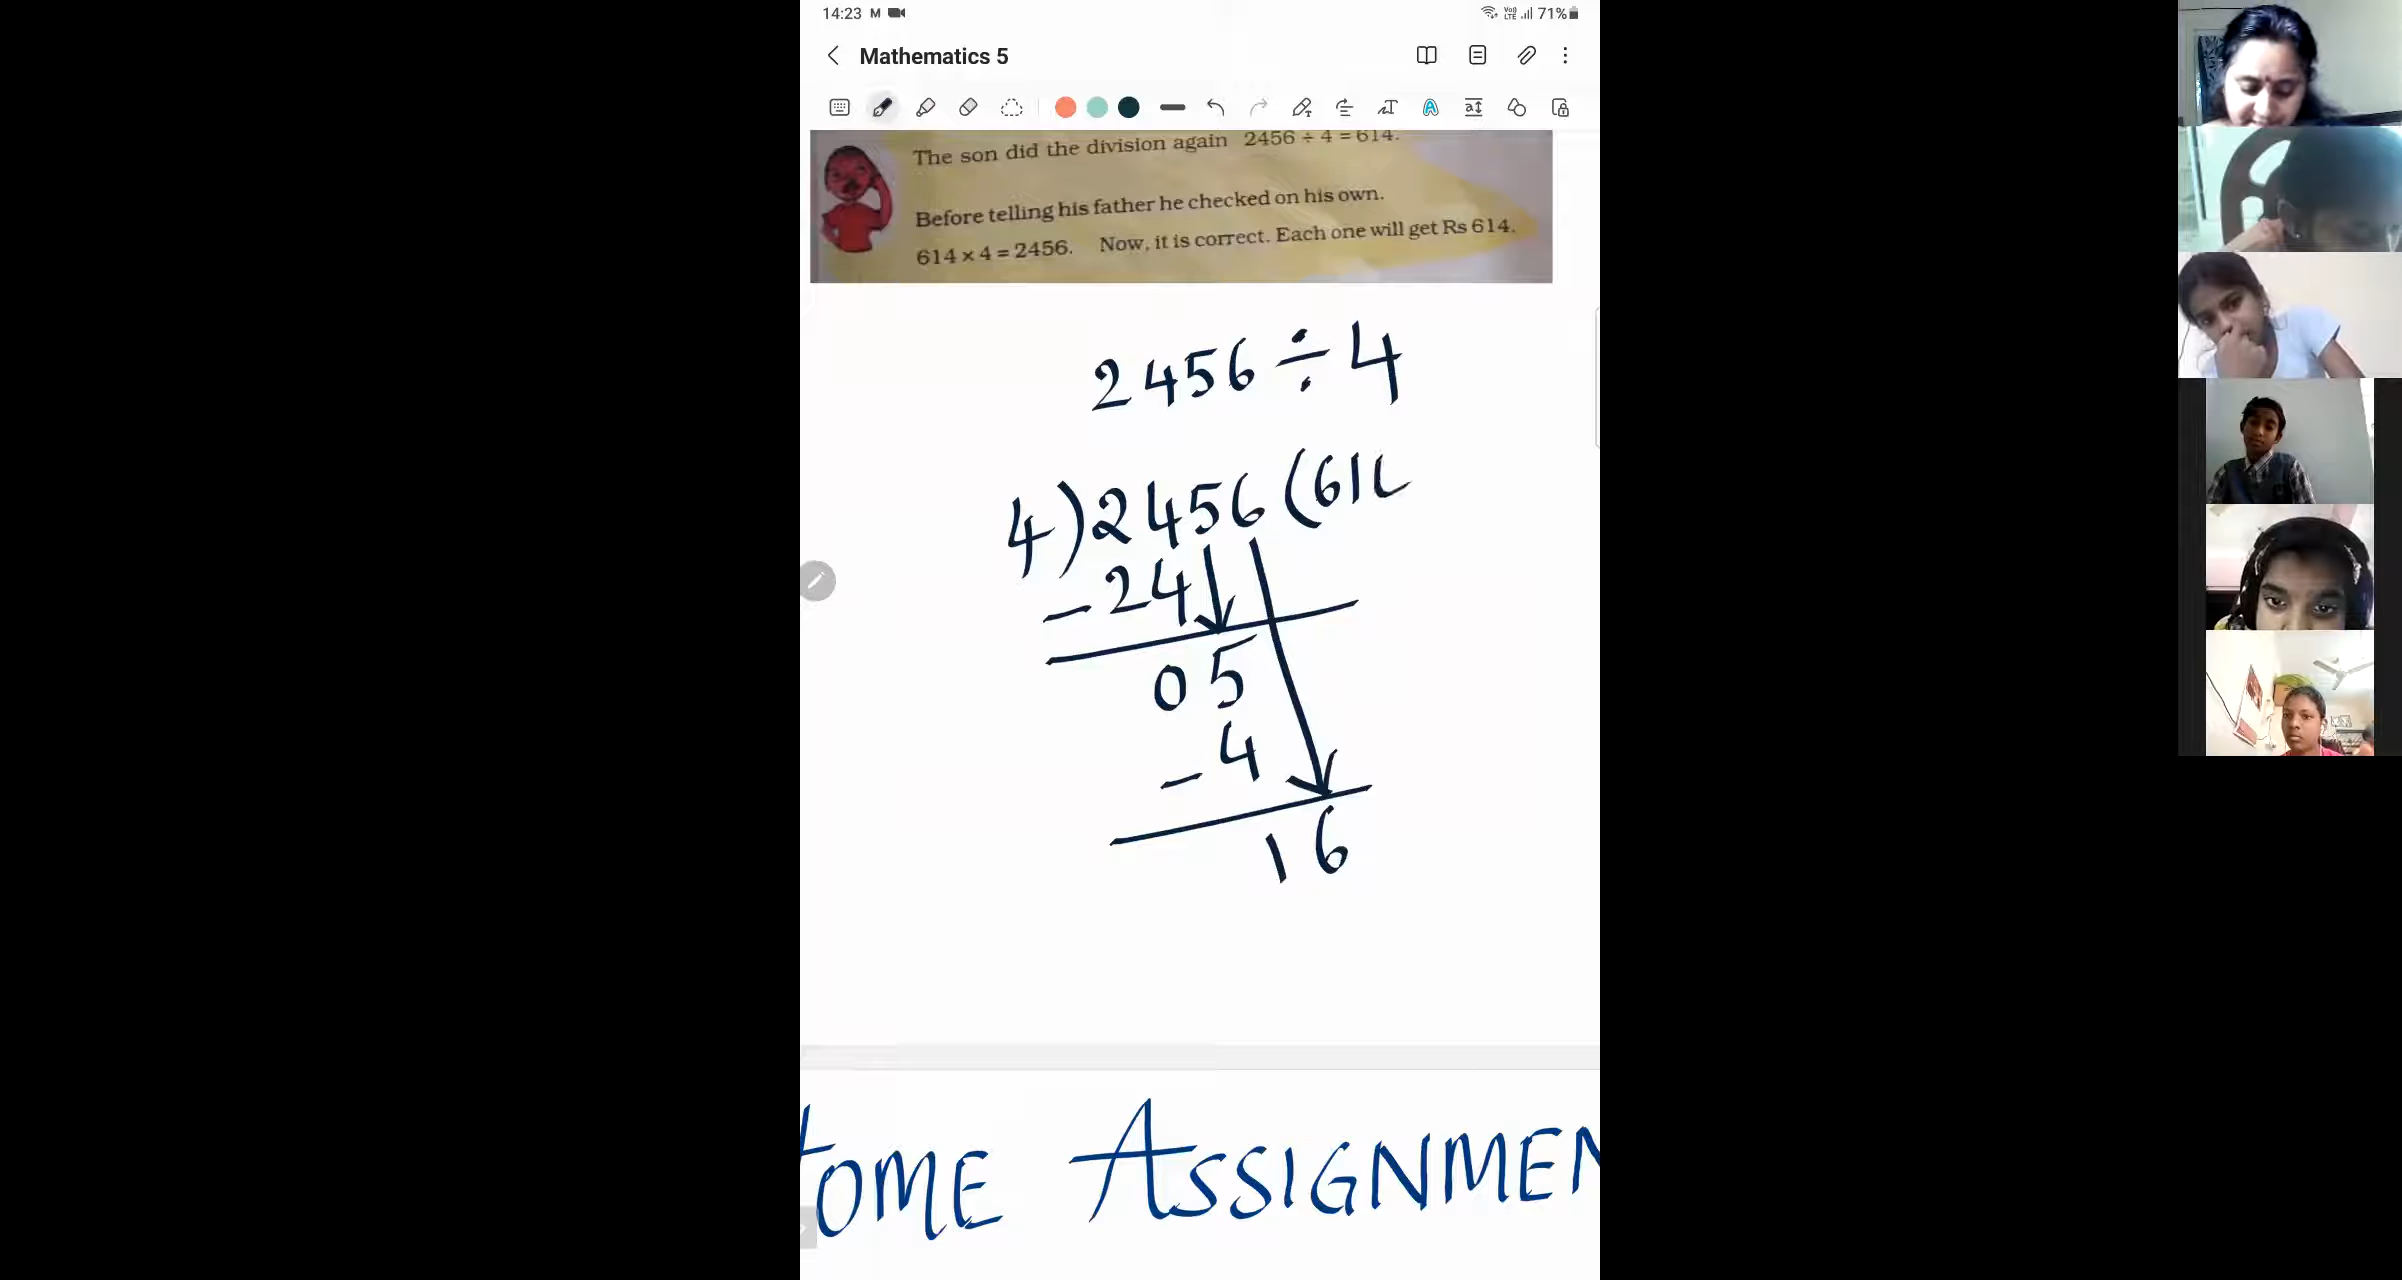 14:23 M 71%
Mathematics 5
The son did the division again 2456 ÷ 4 = 614.
Before telling his father he checked on his own.
614 × 4 = 2456. Now, it is correct. Each one will get Rs 614.
2456 ÷ 4
4)2456(61
-24
05
-4
16
HOME ASSIGNMEN